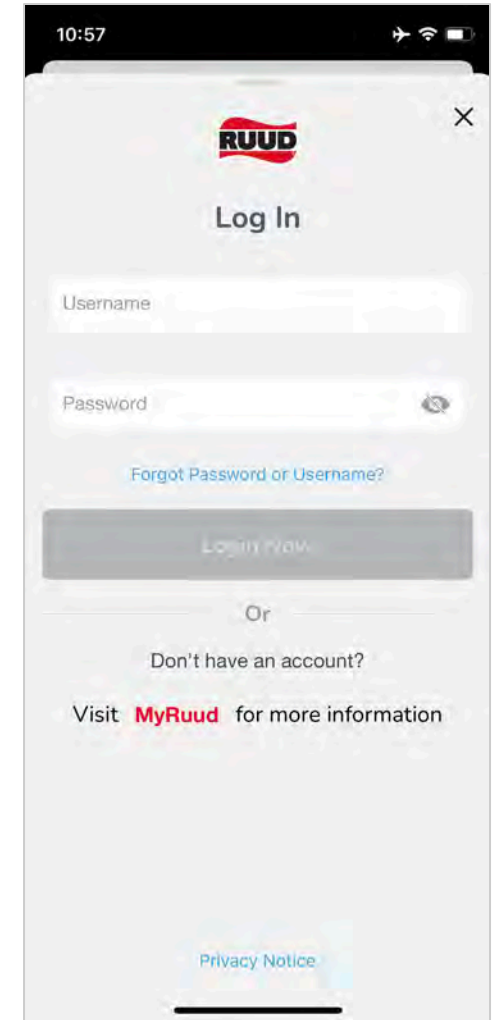 10:57
RUUD
Log In
Username
Password
Forgot Password or Username?
Login Now
Or
Don't have an account?
Visit MyRuud for more information
Privacy Notice